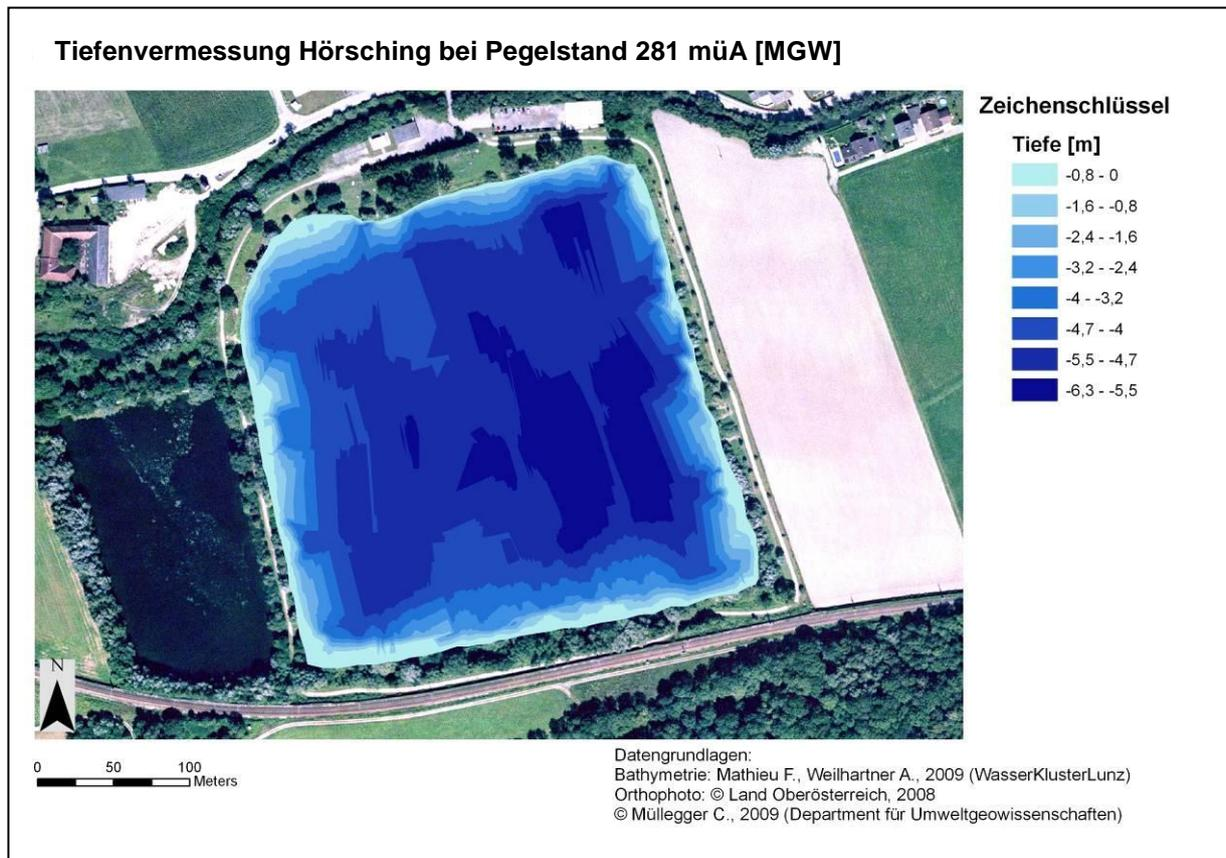 Tiefenvermessung Hörsching bei Pegelstand 281 müA [MGW]
Zeichenschlüssel
Tiefe [m]
-0,8 - 0
-1,6 - -0,8
-2,4 - -1,6
-3,2 - -2,4
-4 - -3,2
-4,7 - -4
-5,5 - -4,7
-6,3 - -5,5
N
0 50 100
Meters
Datengrundlagen:
Bathymetrie: Mathieu F., Weilhartner A., 2009 (WasserKlusterLunz)
Orthophoto: © Land Oberösterreich, 2008
© Müllegger C., 2009 (Department für Umweltgeowissenschaften)